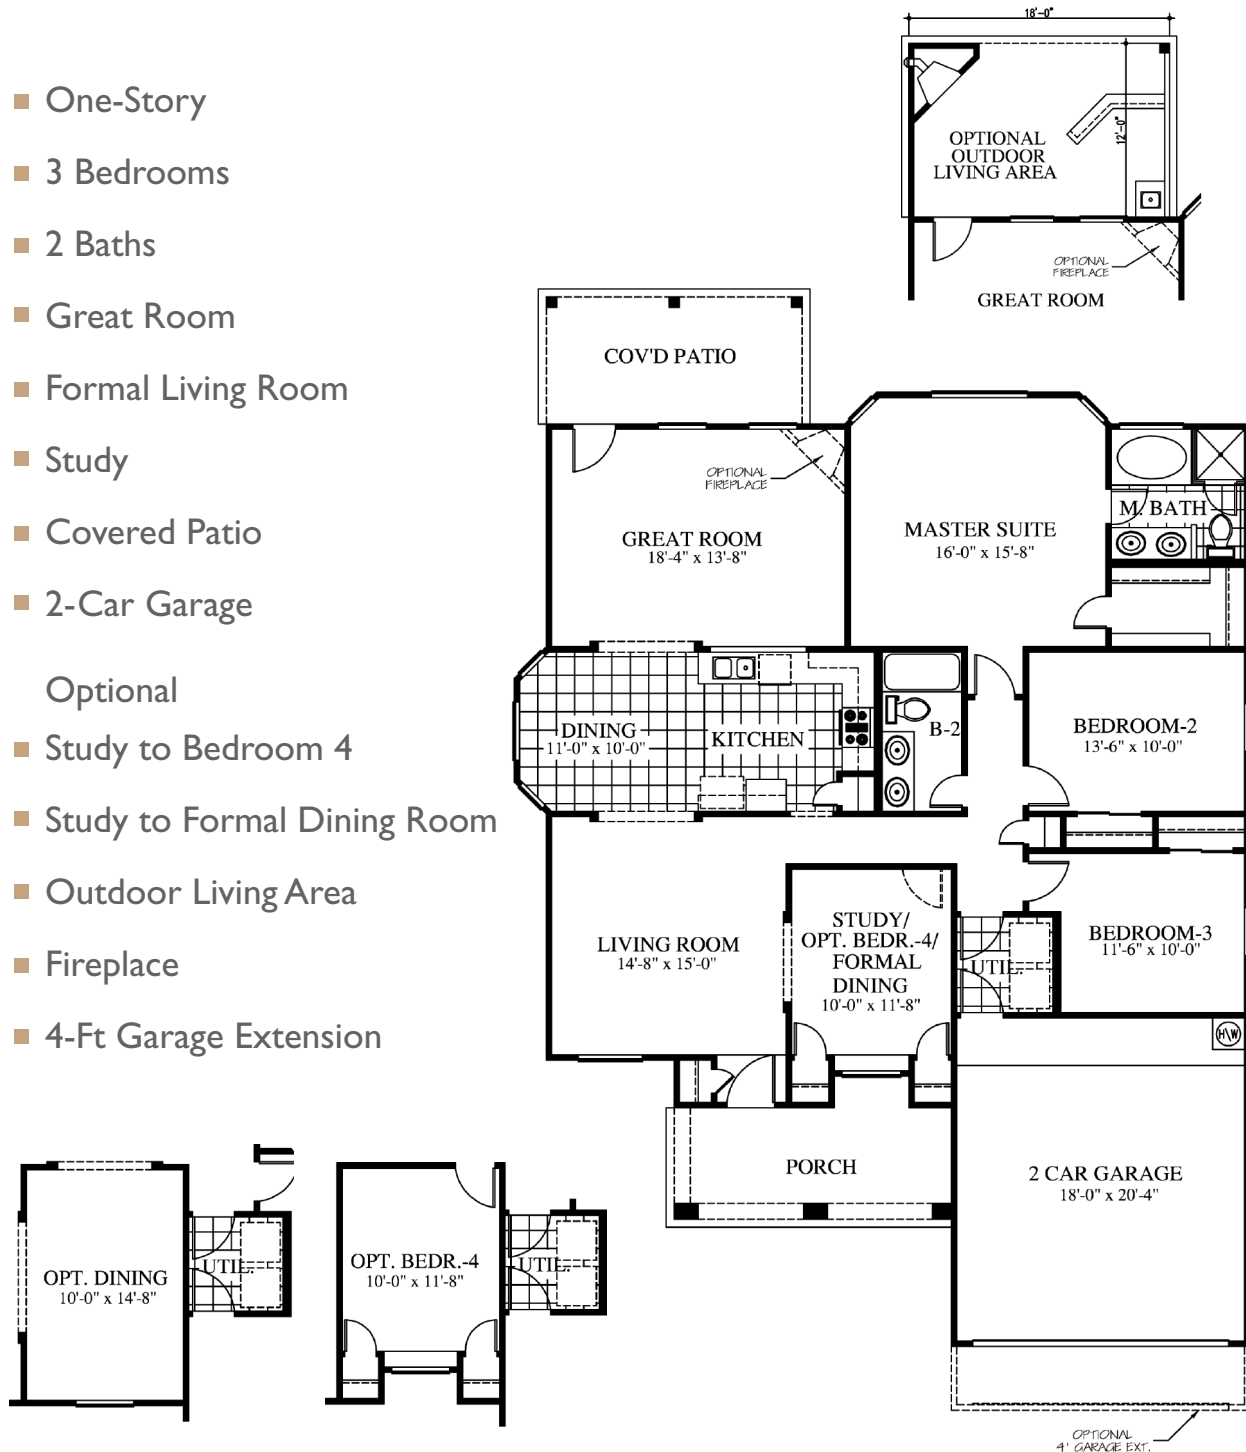 One-Story
3 Bedrooms
2 Baths
Great Room
Formal Living Room
Study
Covered Patio
2-Car Garage
Optional
Study to Bedroom 4
Study to Formal Dining Room
Outdoor Living Area
Fireplace
4-Ft Garage Extension
18'-0"
12'-0"
OPTIONAL
OUTDOOR
LIVING AREA
OPTIONAL
FIREPLACE
GREAT ROOM
COV'D PATIO
OPTIONAL
FIREPLACE
GREAT ROOM
18'-4" x 13'-8"
MASTER SUITE
16'-0" x 15'-8"
M. BATH
DINING
11'-0" x 10'-0"
KITCHEN
B-2
BEDROOM-2
13'-6" x 10'-0"
LIVING ROOM
14'-8" x 15'-0"
STUDY/
OPT. BEDR.-4/
FORMAL
DINING
10'-0" x 11'-8"
UTIL.
BEDROOM-3
11'-6" x 10'-0"
H\W
PORCH
2 CAR GARAGE
18'-0" x 20'-4"
OPTIONAL
4' GARAGE EXT.
OPT. DINING
10'-0" x 14'-8"
UTIL.
OPT. BEDR.-4
10'-0" x 11'-8"
UTIL.